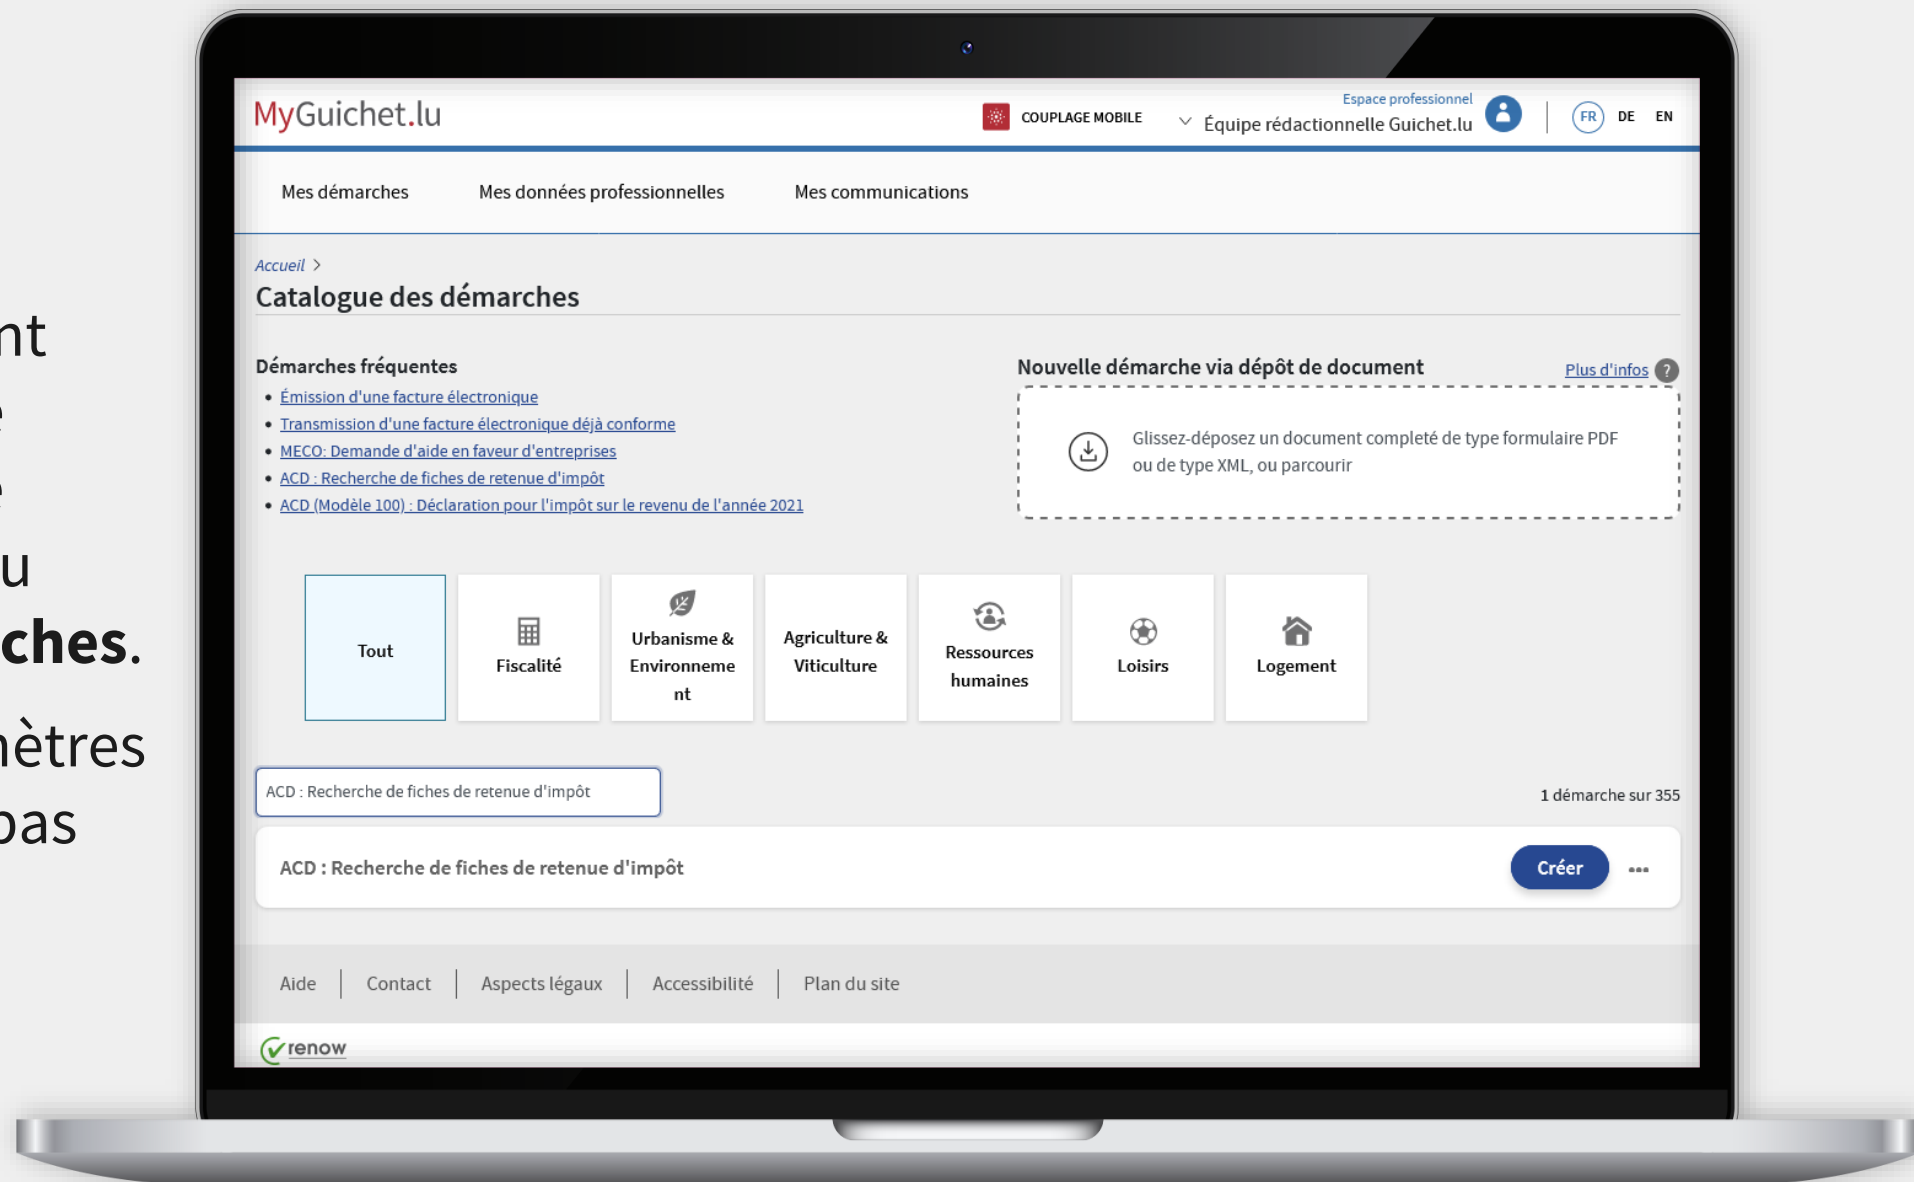 nt
e
e
u
ches.
nètres
pas
MyGuichet.lu
COUPLAGE MOBILE
Espace professionnel
Équipe rédactionnelle Guichet.lu
FR DE EN
Mes démarches Mes données professionnelles Mes communications
Accueil >
Catalogue des démarches
Démarches fréquentes
• Émission d'une facture électronique
• Transmission d'une facture électronique déjà conforme
• MECO: Demande d'aide en faveur d'entreprises
• ACD : Recherche de fiches de retenue d'impôt
• ACD (Modèle 100) : Déclaration pour l'impôt sur le revenu de l'année 2021
Nouvelle démarche via dépôt de document
Plus d'infos ?
Glissez-déposez un document completé de type formulaire PDF
ou de type XML, ou parcourir
Tout
Fiscalité
Urbanisme &
Environneme
nt
Agriculture &
Viticulture
Ressources
humaines
Loisirs
Logement
ACD : Recherche de fiches de retenue d'impôt
1 démarche sur 355
ACD : Recherche de fiches de retenue d'impôt
Créer
Aide | Contact | Aspects légaux | Accessibilité | Plan du site
renow